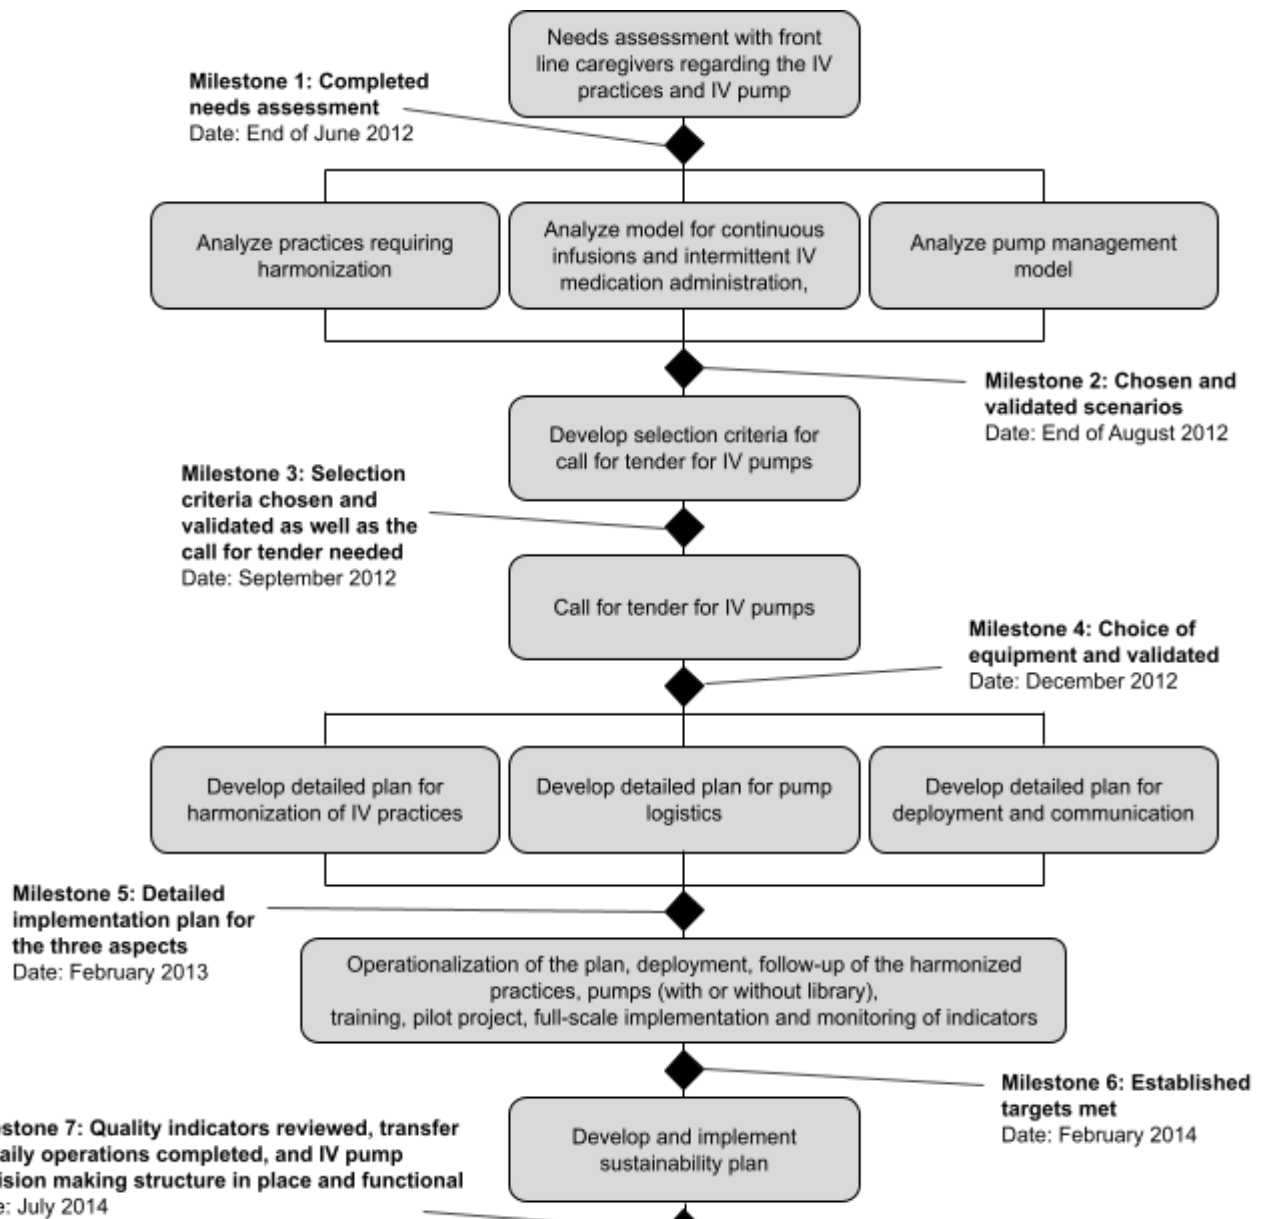 Needs assessment with front
line caregivers regarding the IV
practices and IV pump
Milestone 1: Completed
needs assessment
Date: End of June 2012
Analyze practices requiring
harmonization
Analyze model for continuous
infusions and intermittent IV
medication administration,
Analyze pump management
model
Milestone 2: Chosen and
validated scenarios
Date: End of August 2012
Develop selection criteria for
call for tender for IV pumps
Milestone 3: Selection
criteria chosen and
validated as well as the
call for tender needed
Date: September 2012
Call for tender for IV pumps
Milestone 4: Choice of
equipment and validated
Date: December 2012
Develop detailed plan for
harmonization of IV practices
Develop detailed plan for pump
logistics
Develop detailed plan for
deployment and communication
Milestone 5: Detailed
implementation plan for
the three aspects
Date: February 2013
Operationalization of the plan, deployment, follow-up of the harmonized
practices, pumps (with or without library),
training, pilot project, full-scale implementation and monitoring of indicators
Milestone 6: Established
targets met
Date: February 2014
Develop and implement
sustainability plan
estone 7: Quality indicators reviewed, transfer
aily operations completed, and IV pump
ision making structure in place and functional
e: July 2014